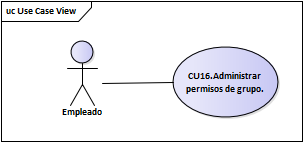 uc Use Case View
CU16.Administrar
permisos de grupo.
Empleado